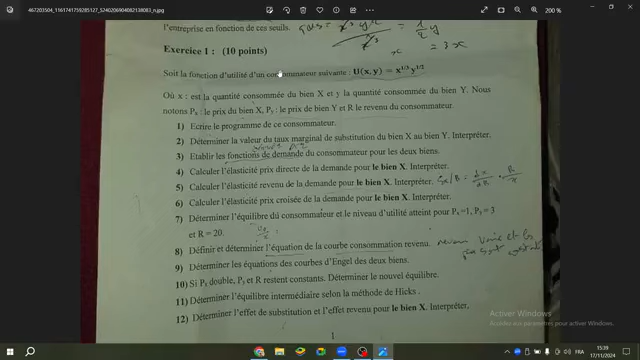 467203504_1161741759285127_5240206904082138083_n.jpg
200 %
l'entreprise en fonction de ces seuils.
= 3x
Exercice 1 : (10 points)
Soit la fonction d'utilité d'un consommateur suivante : U(x,y) = x^1/3 y^1/3
Où x : est la quantité consommée du bien X et y la quantité consommée du bien Y. Nous
notons Px : le prix du bien X, Py : le prix de bien Y et R le revenu du consommateur.
1) Ecrire le programme de ce consommateur.
2) Déterminer la valeur du taux marginal de substitution du bien X au bien Y. Interpréter.
3) Etablir les fonctions de demande du consommateur pour les deux biens.
4) Calculer l'élasticité prix directe de la demande pour le bien X. Interpréter.
5) Calculer l'élasticité revenu de la demande pour le bien X. Interpréter.
6) Calculer l'élasticité prix croisée de la demande pour le bien X. Interpréter.
7) Déterminer l'équilibre du consommateur et le niveau d'utilité atteint pour Px=1, Py=3
et R = 20.
8) Définir et déterminer l'équation de la courbe consommation revenu.
9) Déterminer les équations des courbes d'Engel des deux biens.
10) Si Px double, Py et R restent constants. Déterminer le nouvel équilibre.
11) Déterminer l'équilibre intermédiaire selon la méthode de Hicks.
12) Déterminer l'effet de substitution et l'effet revenu pour le bien X. Interpréter.
1
Activer Windows
Accédez aux paramètres pour activer Windows.
FRA
15:39
17/11/2024